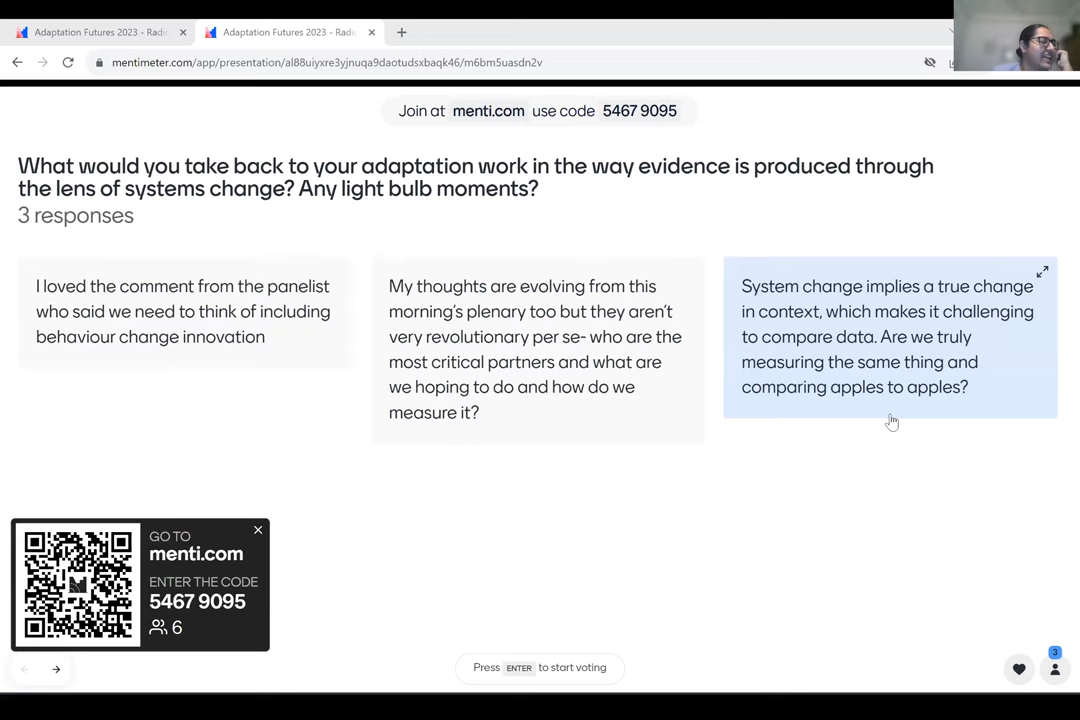 Adaptation Futures 2023 - Radic
Adaptation Futures 2023 - Radic
mentimeter.com/app/presentation/al88uiyxre3yjnuqa9daotudsxbaqk46/m6bm5uasdn2v
Join at menti.com use code 5467 9095
What would you take back to your adaptation work in the way evidence is produced through
the lens of systems change? Any light bulb moments?
3 responses
I loved the comment from the panelist
who said we need to think of including
behaviour change innovation
My thoughts are evolving from this
morning's plenary too but they aren't
very revolutionary per se- who are the
most critical partners and what are
we hoping to do and how do we
measure it?
System change implies a true change
in context, which makes it challenging
to compare data. Are we truly
measuring the same thing and
comparing apples to apples?
GO TO
menti.com
ENTER THE CODE
5467 9095
6
Press ENTER to start voting
3